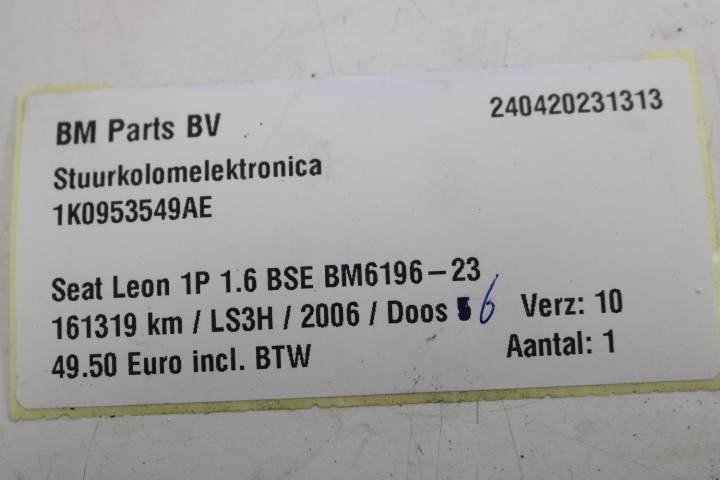 BM Parts BV 240420231313
Stuurkolomelektronica
1K0953549AE
Seat Leon 1P 1.6 BSE BM6196-23
161319 km / LS3H / 2006 / Doos 6 Verz: 10
49.50 Euro incl. BTW Aantal: 1